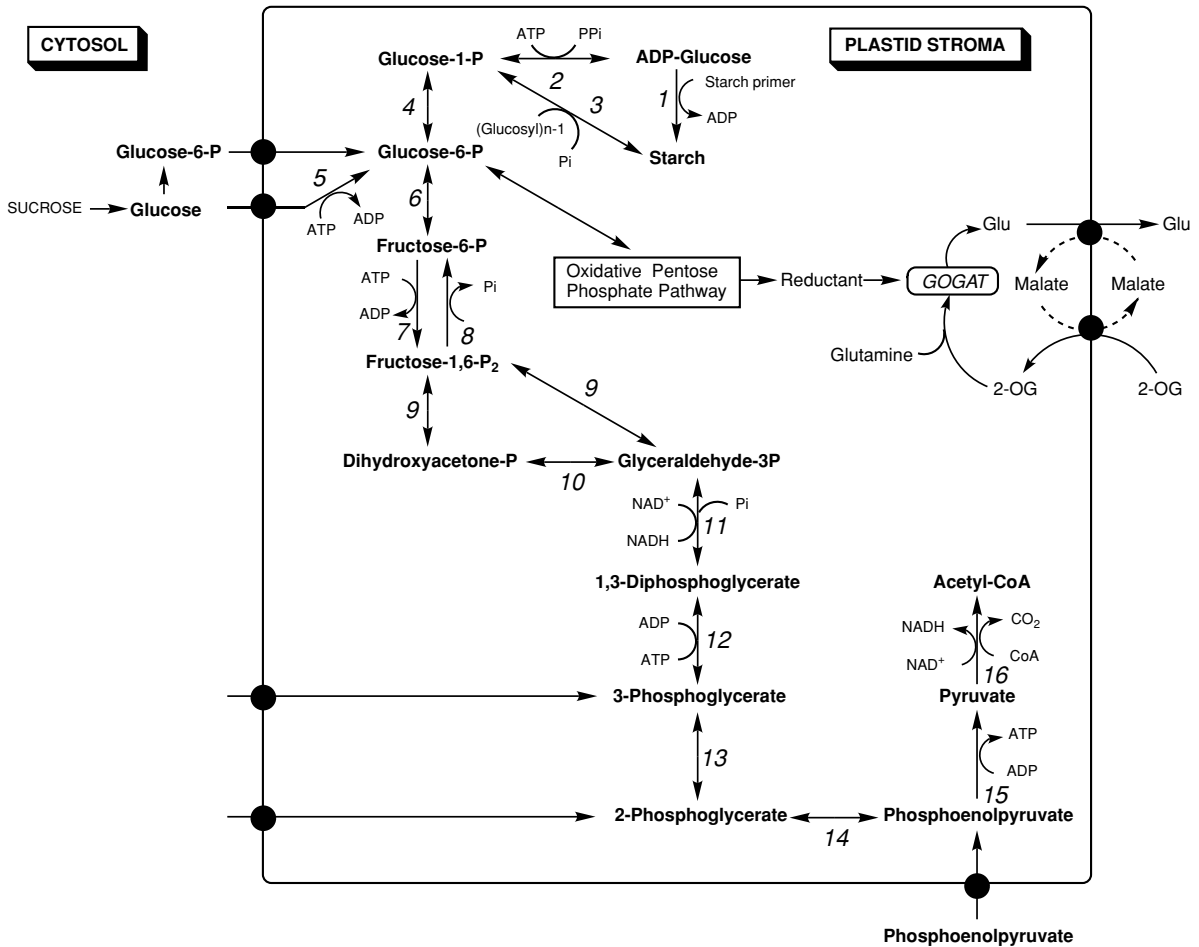 CYTOSOL
PLASTID STROMA
ATP
PPi
Glucose-1-P
ADP-Glucose
2
3
1
Starch primer
ADP
4
(Glucosyl)n-1
Pi
Starch
Glucose-6-P
Glucose-6-P
5
SUCROSE
Glucose
ATP
ADP
6
Fructose-6-P
Glu
Glu
ATP
Pi
ADP
7
8
Oxidative Pentose
Phosphate Pathway
Reductant
GOGAT
Malate
Malate
Fructose-1,6-P₂
Glutamine
2-OG
2-OG
9
9
Dihydroxyacetone-P
10
Glyceraldehyde-3P
NAD⁺
Pi
11
NADH
1,3-Diphosphoglycerate
Acetyl-CoA
ADP
12
ATP
NADH
CO₂
NAD⁺
CoA
16
3-Phosphoglycerate
Pyruvate
13
ATP
ADP
15
2-Phosphoglycerate
14
Phosphoenolpyruvate
Phosphoenolpyruvate